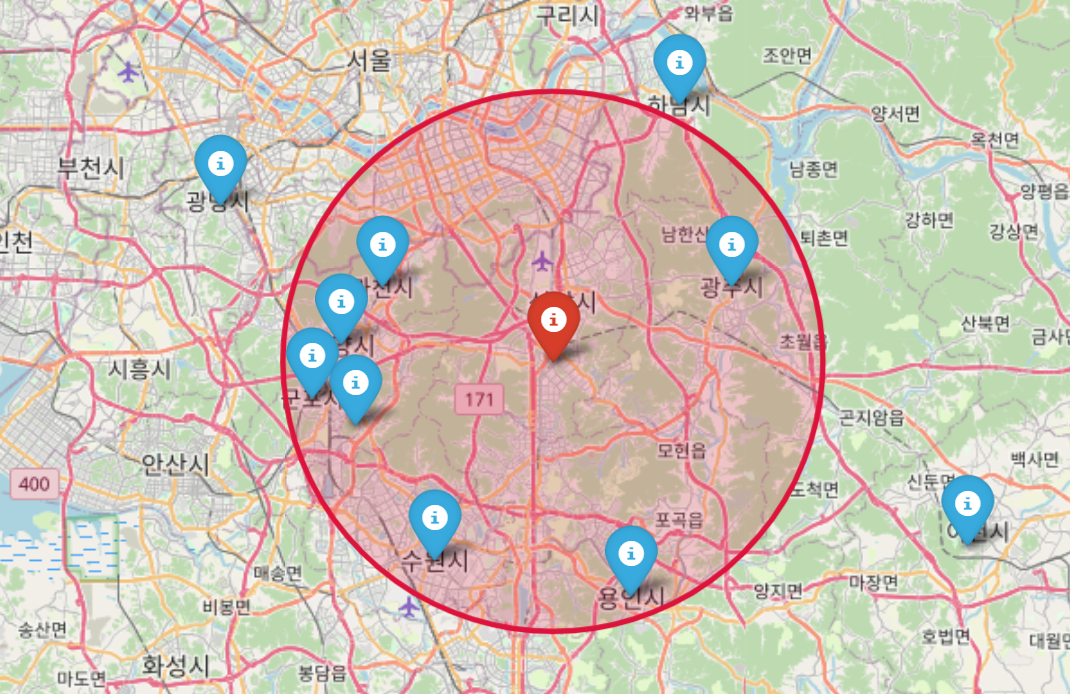 구리시
와부읍
서울
조안면
하남시
양서면
옥천면
부천시
남종면
양평읍
광명시
강하면
강상면
퇴촌면
인천
남한산
광주시
산북면
금사면
초월읍
시흥시
171
군포시
곤지암읍
모현읍
백사면
안산시
400
신둔면
도척면
포곡읍
이천시
수원시
매송면
용인시
양지면
마장면
비봉면
송산면
호법면
대월면
화성시
봉담읍
마도면